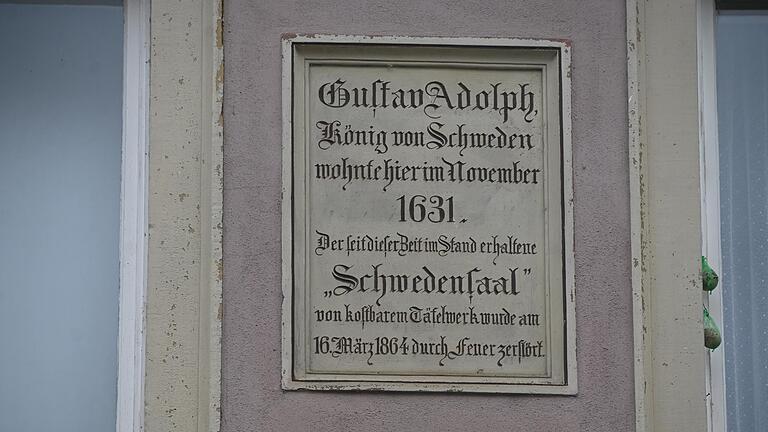 Guſtav Adolph,
König von Schweden
wohnte hier im November
1631.
Der ſeit dieſer Zeit im Stand erhaltene
„Schwedenſaal"
von koſtbarem Täfelwerk wurde am
16. März 1864 durch Feuer zerſtört.